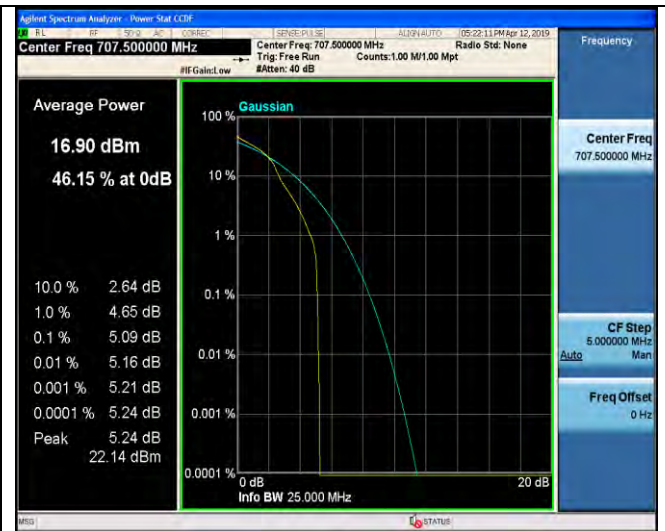 Agilent Spectrum Analyzer - Power Stat CCDF
RL RF 50 Ω AC CORREC SENSE:PULSE ALIGN AUTO 05:22:11 PM Apr 12, 2019
Center Freq 707.500000 MHz
Center Freq: 707.500000 MHz Radio Std: None
Trig: Free Run Counts:1.00 M/1.00 Mpt
#IFGain:Low #Atten: 40 dB
Frequency
Average Power
16.90 dBm
46.15 % at 0dB
10.0 % 2.64 dB
1.0 % 4.65 dB
0.1 % 5.09 dB
0.01 % 5.16 dB
0.001 % 5.21 dB
0.0001 % 5.24 dB
Peak 5.24 dB
22.14 dBm
Gaussian
100 %
10 %
1 %
0.1 %
0.01 %
0.001 %
0.0001 %
0 dB 20 dB
Info BW 25.000 MHz
Center Freq
707.500000 MHz
CF Step
5.000000 MHz
Auto Man
Freq Offset
0 Hz
MSG STATUS